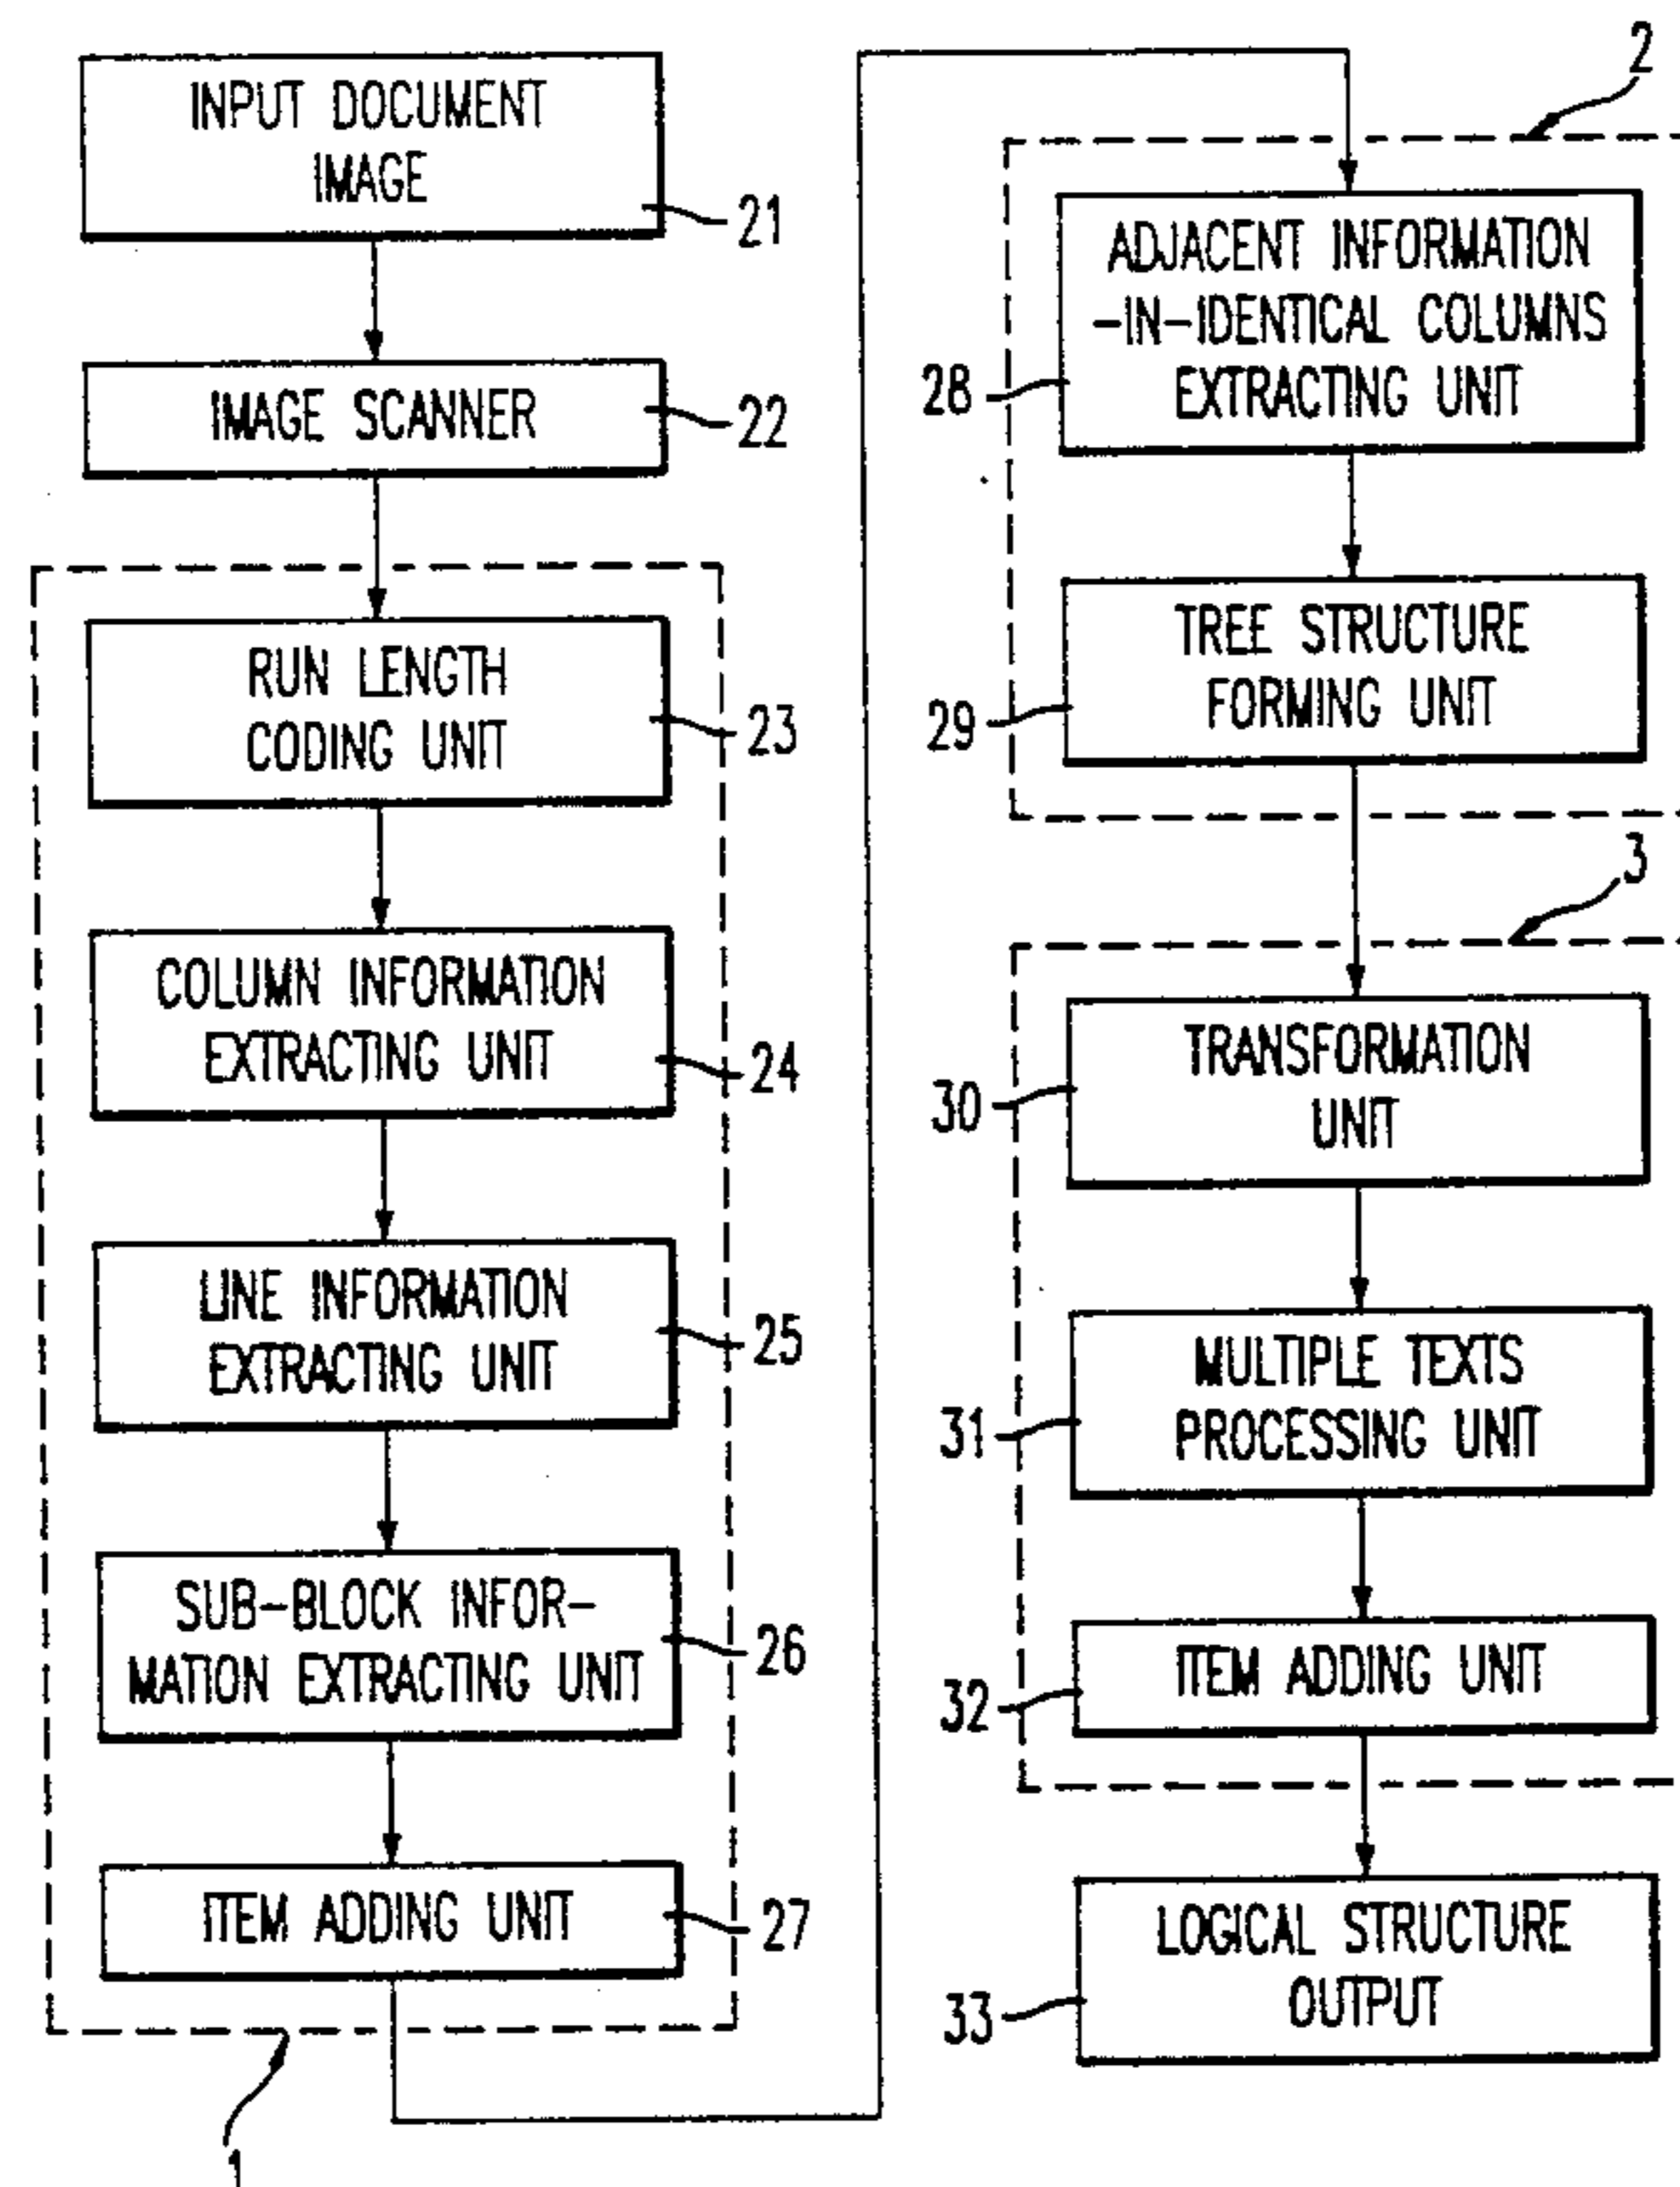 INPUT DOCUMENT
IMAGE
21
IMAGE SCANNER
22
RUN LENGTH
CODING UNIT
23
COLUMN INFORMATION
EXTRACTING UNIT
24
LINE INFORMATION
EXTRACTING UNIT
25
SUB-BLOCK INFOR-
MATION EXTRACTING UNIT
26
ITEM ADDING UNIT
27
1
2
ADJACENT INFORMATION
-IN-IDENTICAL COLUMNS
EXTRACTING UNIT
28
TREE STRUCTURE
FORMING UNIT
29
3
TRANSFORMATION
UNIT
30
MULTIPLE TEXTS
PROCESSING UNIT
31
ITEM ADDING UNIT
32
LOGICAL STRUCTURE
OUTPUT
33